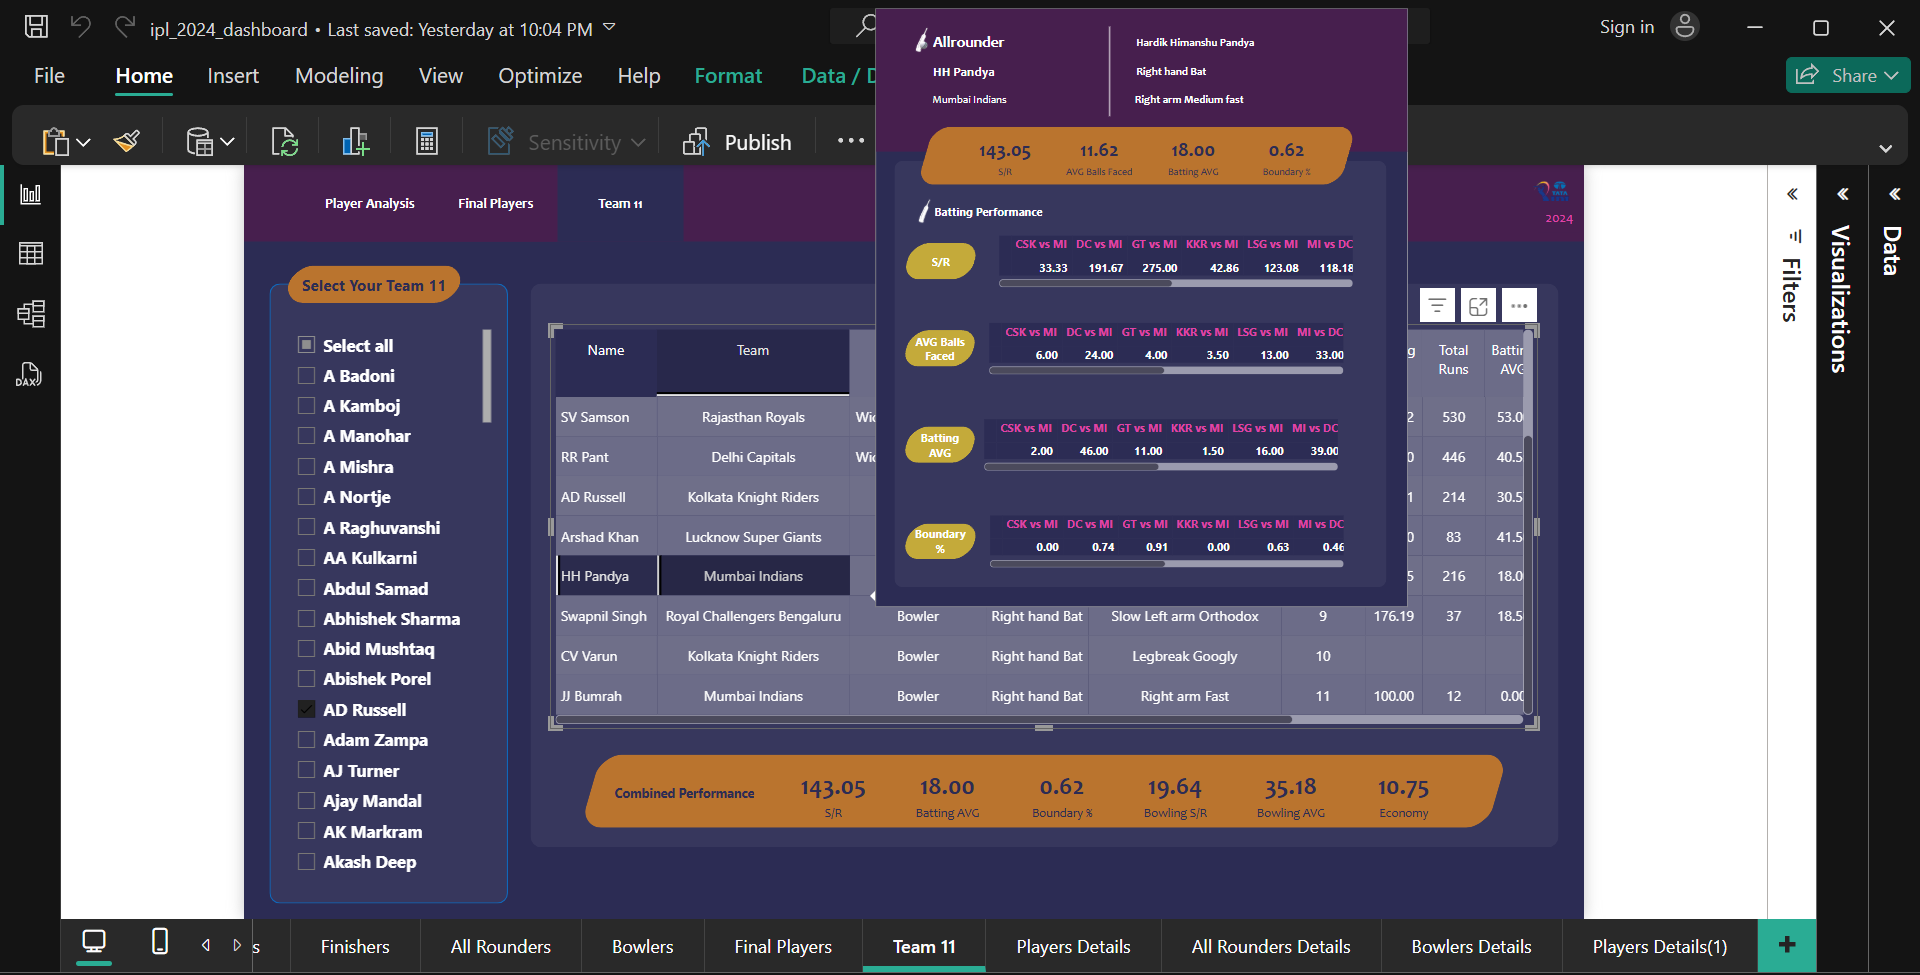 ipl_2024_dashboard • Last saved: Yesterday at 10:04 PM
Sign in
File Home Insert Modeling View Optimize Help Format Data / D
Share
Sensitivity Publish
Player Analysis Final Players Team 11
2024
Select Your Team 11
Select all
A Badoni
A Kamboj
A Manohar
A Mishra
A Nortje
A Raghuvanshi
AA Kulkarni
Abdul Samad
Abhishek Sharma
Abid Mushtaq
Abishek Porel
AD Russell
Adam Zampa
AJ Turner
Ajay Mandal
AK Markram
Akash Deep
Allrounder Hardik Himanshu Pandya
HH Pandya Right hand Bat
Mumbai Indians Right arm Medium fast
143.05 11.62 18.00 0.62
S/R AVG Balls Faced Batting AVG Boundary %
Batting Performance
S/R
CSK vs MI DC vs MI GT vs MI KKR vs MI LSG vs MI MI vs DC
33.33 191.67 275.00 42.86 123.08 118.18
AVG Balls Faced
CSK vs MI DC vs MI GT vs MI KKR vs MI LSG vs MI MI vs DC
6.00 24.00 4.00 3.50 13.00 33.00
Batting AVG
CSK vs MI DC vs MI GT vs MI KKR vs MI LSG vs MI MI vs DC
2.00 46.00 11.00 1.50 16.00 39.00
Boundary %
CSK vs MI DC vs MI GT vs MI KKR vs MI LSG vs MI MI vs DC
0.00 0.74 0.91 0.00 0.63 0.46
Name Team g Total Runs Battin AVG
SV Samson Rajasthan Royals Wic 2 530 53.0
RR Pant Delhi Capitals Wic 0 446 40.5
AD Russell Kolkata Knight Riders 1 214 30.5
Arshad Khan Lucknow Super Giants 0 83 41.5
HH Pandya Mumbai Indians 5 216 18.0
Swapnil Singh Royal Challengers Bengaluru Bowler Right hand Bat Slow Left arm Orthodox 9 176.19 37 18.5
CV Varun Kolkata Knight Riders Bowler Right hand Bat Legbreak Googly 10
JJ Bumrah Mumbai Indians Bowler Right hand Bat Right arm Fast 11 100.00 12 0.00
Combined Performance
143.05 18.00 0.62 19.64 35.18 10.75
S/R Batting AVG Boundary % Bowling S/R Bowling AVG Economy
Filters
Visualizations
Data
DAX
s Finishers All Rounders Bowlers Final Players Team 11 Players Details All Rounders Details Bowlers Details Players Details(1)